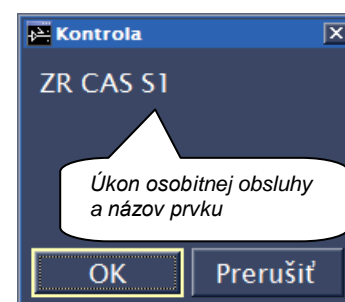 Kontrola
ZR CAS S1
Úkon osobitnej obsluhy
a názov prvku
OK
Prerušiť